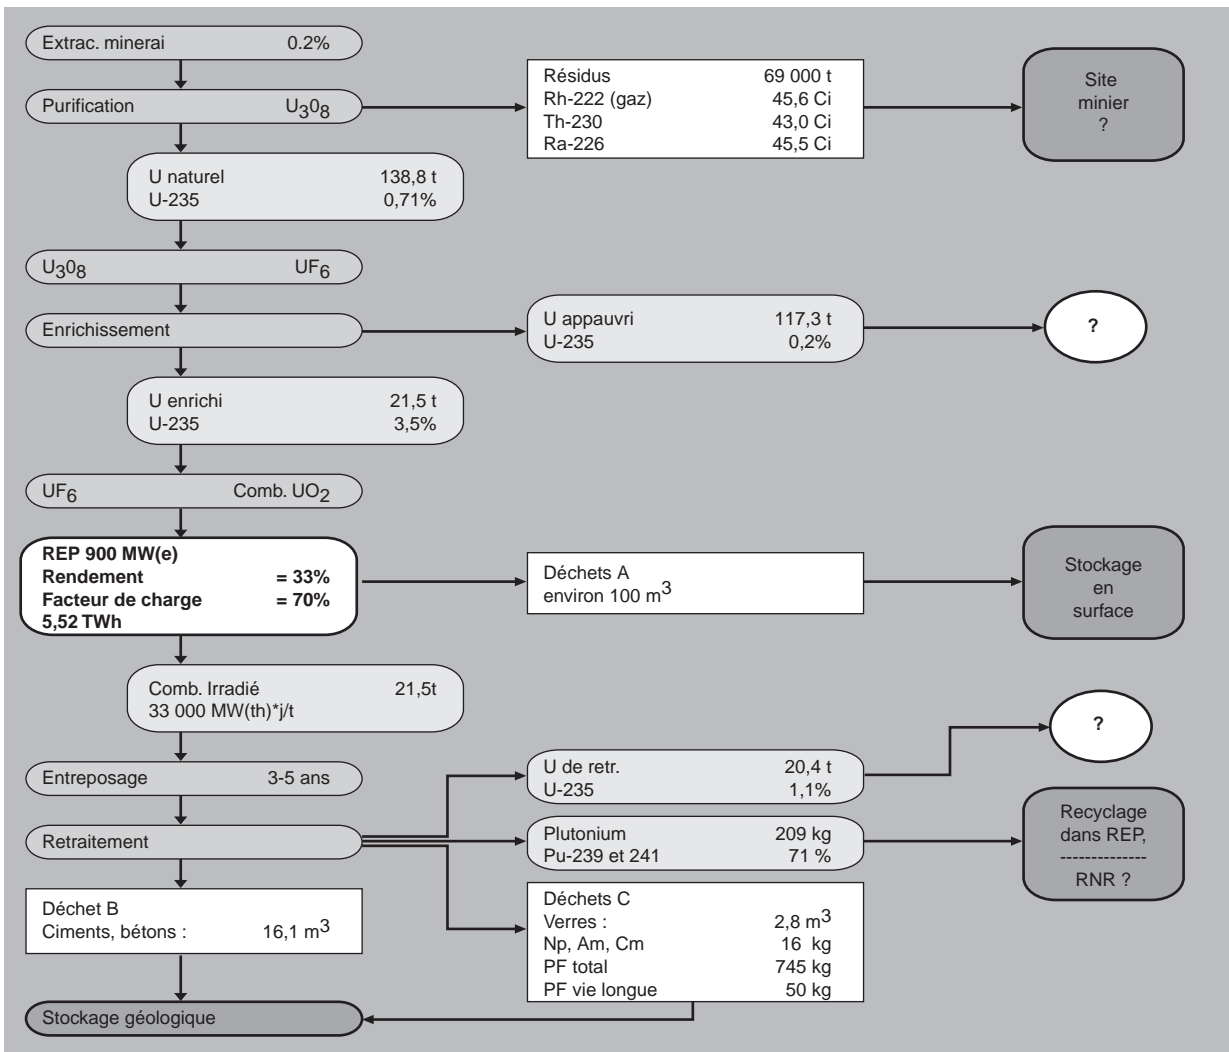 Extrac. minerai 0.2%
Purification U308
Résidus 69 000 t
Rh-222 (gaz) 45,6 Ci
Th-230 43,0 Ci
Ra-226 45,5 Ci
Site
minier
?
U naturel 138,8 t
U-235 0,71%
U308 UF6
Enrichissement
U appauvri 117,3 t
U-235 0,2%
?
U enrichi 21,5 t
U-235 3,5%
UF6 Comb. UO2
REP 900 MW(e)
Rendement = 33%
Facteur de charge = 70%
5,52 TWh
Déchets A
environ 100 m3
Stockage
en
surface
Comb. Irradié 21,5t
33 000 MW(th)*j/t
?
Entreposage 3-5 ans
U de retr. 20,4 t
U-235 1,1%
Retraitement
Plutonium 209 kg
Pu-239 et 241 71 %
Recyclage
dans REP,
--------------
RNR ?
Déchet B
Ciments, bétons : 16,1 m3
Déchets C
Verres : 2,8 m3
Np, Am, Cm 16 kg
PF total 745 kg
PF vie longue 50 kg
Stockage géologique